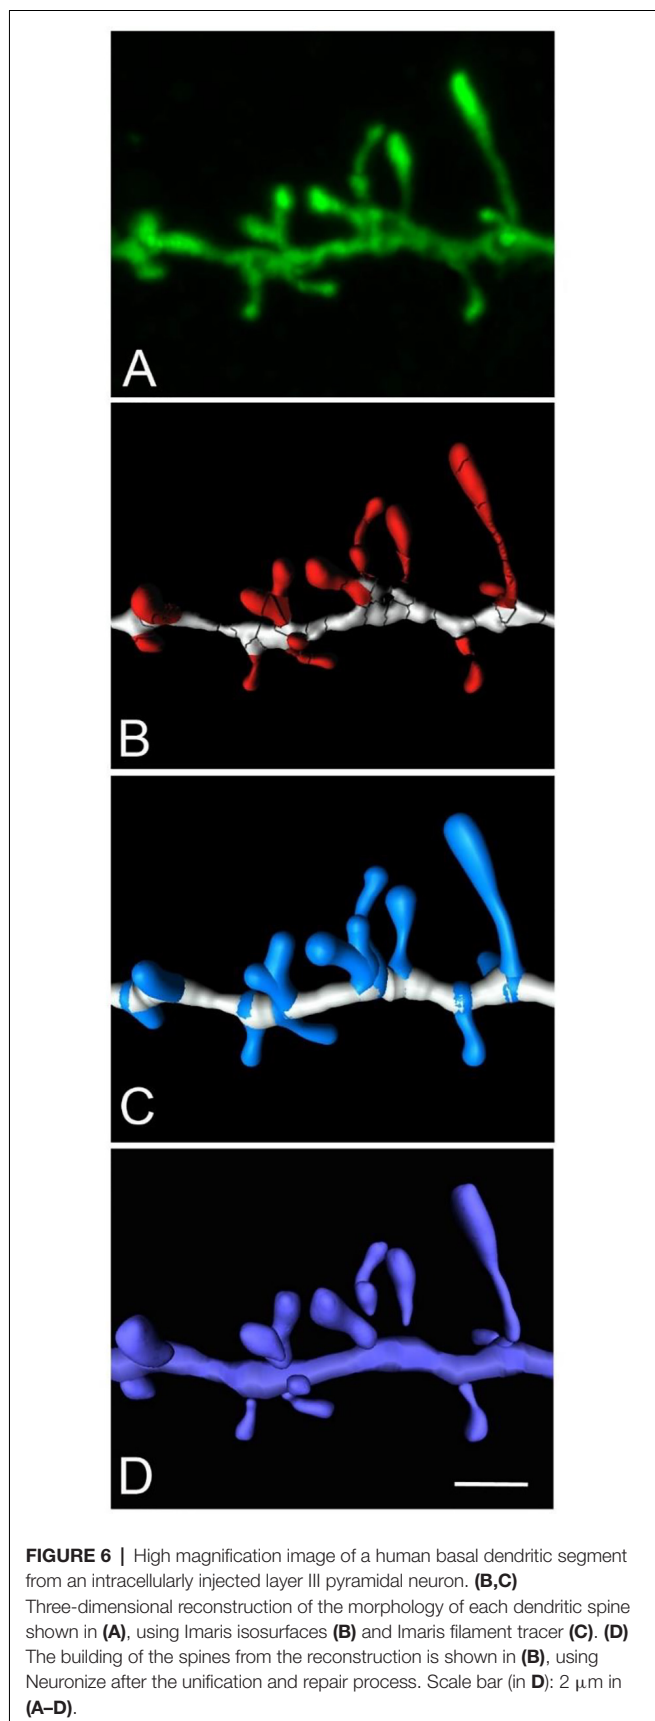 A
B
C
D
FIGURE 6 | High magnification image of a human basal dendritic segment
from an intracellularly injected layer III pyramidal neuron. (B,C)
Three-dimensional reconstruction of the morphology of each dendritic spine
shown in (A), using Imaris isosurfaces (B) and Imaris filament tracer (C). (D)
The building of the spines from the reconstruction is shown in (B), using
Neuronize after the unification and repair process. Scale bar (in D): 2 μm in
(A–D).